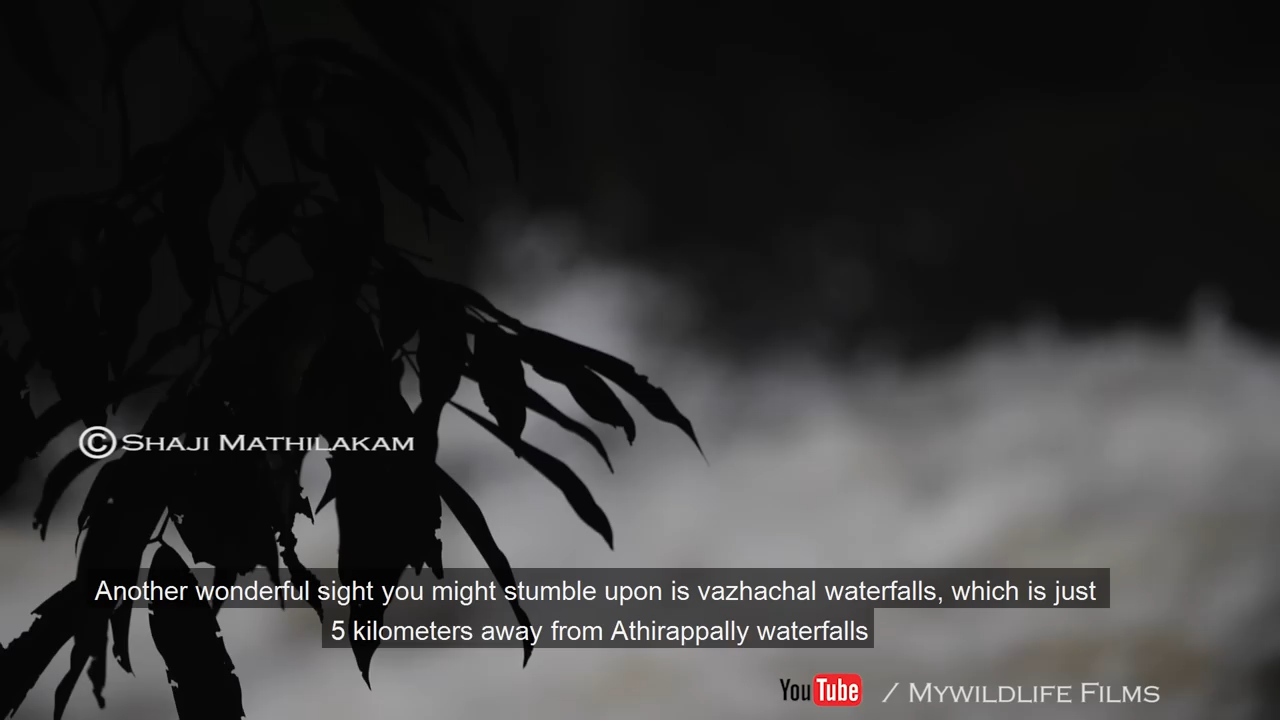 © Shaji Mathilakam
Another wonderful sight you might stumble upon is vazhachal waterfalls, which is just
5 kilometers away from Athirappally waterfalls
YouTube / Mywildlife Films